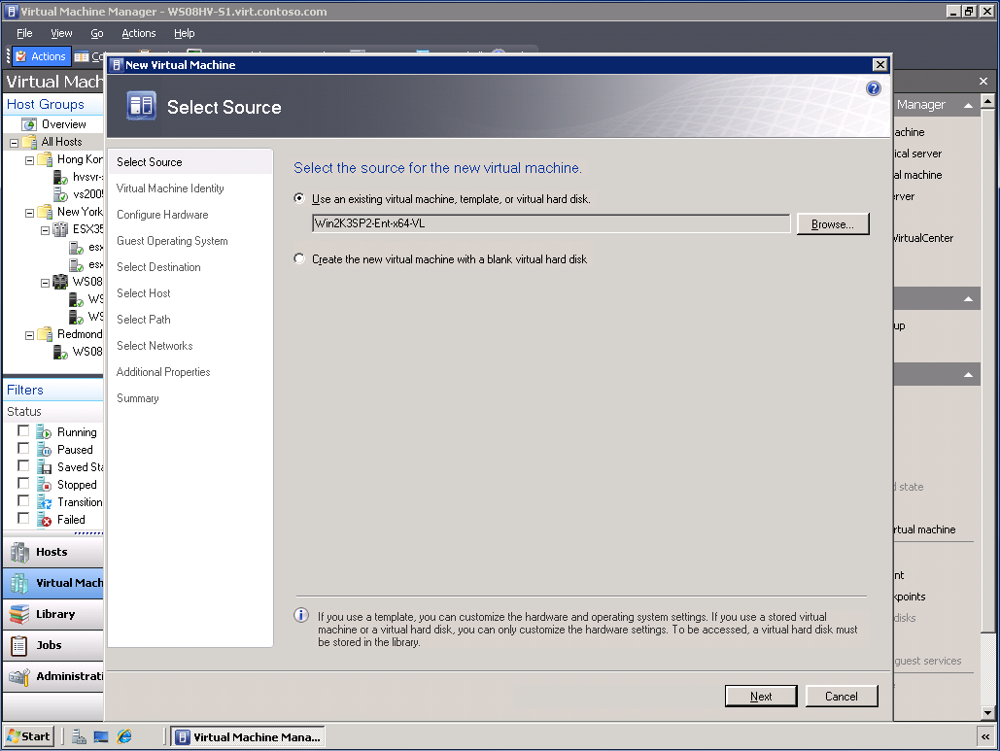 Virtual Machine Manager - WS08HV-S1.virt.contoso.com
File View Go Actions Help
Actions
Virtual Mach
Host Groups
Overview
All Hosts
Hong Kor
hvsvr-
vs2005
New York
ESX35
esx
esx
WS08
WS
WS
Redmond
WS08
Filters
Status
Running
Paused
Saved Sta
Stopped
Transition
Failed
Hosts
Virtual Mach
Library
Jobs
Administrati
New Virtual Machine
Select Source
Select Source
Virtual Machine Identity
Configure Hardware
Guest Operating System
Select Destination
Select Host
Select Path
Select Networks
Additional Properties
Summary
Select the source for the new virtual machine.
Use an existing virtual machine, template, or virtual hard disk.
Win2K3SP2-Ent-x64-VL
Browse...
Create the new virtual machine with a blank virtual hard disk
If you use a template, you can customize the hardware and operating system settings. If you use a stored virtual
machine or a virtual hard disk, you can only customize the hardware settings. To be accessed, a virtual hard disk must
be stored in the library.
Next Cancel
Manager
achine
ical server
al machine
rver
VirtualCenter
up
d state
rtual machine
nt
kpoints
disks
guest services
Start
Virtual Machine Mana...